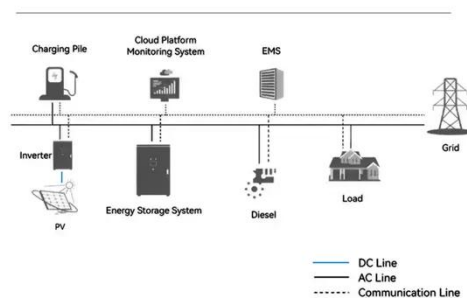 Charging Pile
Cloud Platform
Monitoring System
EMS
Grid
Inverter
PV
Energy Storage System
Diesel
Load
DC Line
AC Line
Communication Line